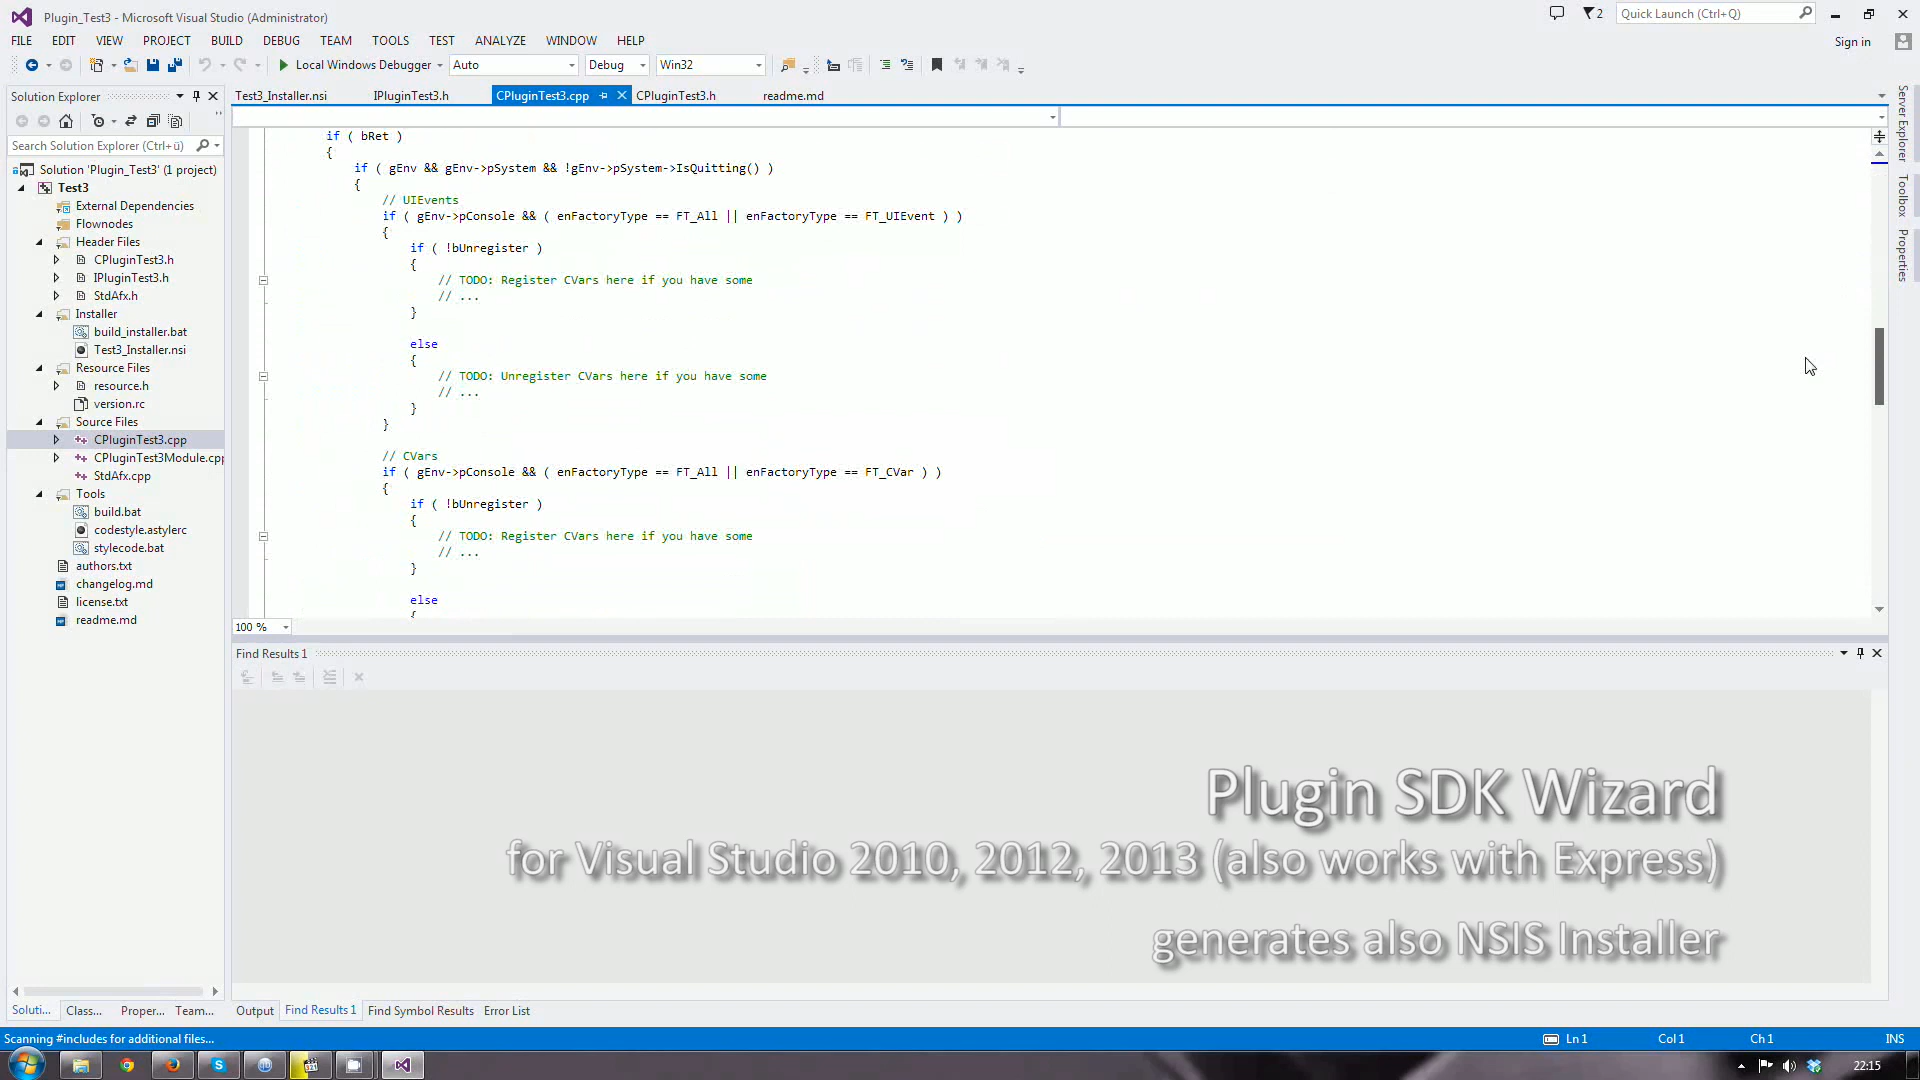 Plugin_Test3 - Microsoft Visual Studio (Administrator)
2
Quick Launch (Ctrl+Q)
FILE EDIT VIEW PROJECT BUILD DEBUG TEAM TOOLS TEST ANALYZE WINDOW HELP
Sign in
Local Windows Debugger Auto Debug Win32
Solution Explorer
Test3_Installer.nsi IPluginTest3.h CPluginTest3.cpp CPluginTest3.h readme.md
Search Solution Explorer (Ctrl+ü)
Solution 'Plugin_Test3' (1 project)
Test3
External Dependencies
Flownodes
Header Files
CPluginTest3.h
IPluginTest3.h
StdAfx.h
Installer
build_installer.bat
Test3_Installer.nsi
Resource Files
resource.h
version.rc
Source Files
CPluginTest3.cpp
CPluginTest3Module.cpp
StdAfx.cpp
Tools
build.bat
codestyle.astylerc
stylecode.bat
authors.txt
changelog.md
license.txt
readme.md
Soluti... Class... Proper... Team...
if ( bRet )
{
if ( gEnv && gEnv->pSystem && !gEnv->pSystem->IsQuitting() )
{
// UIEvents
if ( gEnv->pConsole && ( enFactoryType == FT_All || enFactoryType == FT_UIEvent ) )
{
if ( !bUnregister )
{
// TODO: Register CVars here if you have some
// ...
}
else
{
// TODO: Unregister CVars here if you have some
// ...
}
}
// CVars
if ( gEnv->pConsole && ( enFactoryType == FT_All || enFactoryType == FT_CVar ) )
{
if ( !bUnregister )
{
// TODO: Register CVars here if you have some
// ...
}
else
{
100 %
Server Explorer
Toolbox
Properties
Find Results 1
Plugin SDK Wizard
for Visual Studio 2010, 2012, 2013 (also works with Express)
generates also NSIS Installer
Output Find Results 1 Find Symbol Results Error List
Scanning #includes for additional files...
Ln 1 Col 1 Ch 1 INS
22:15